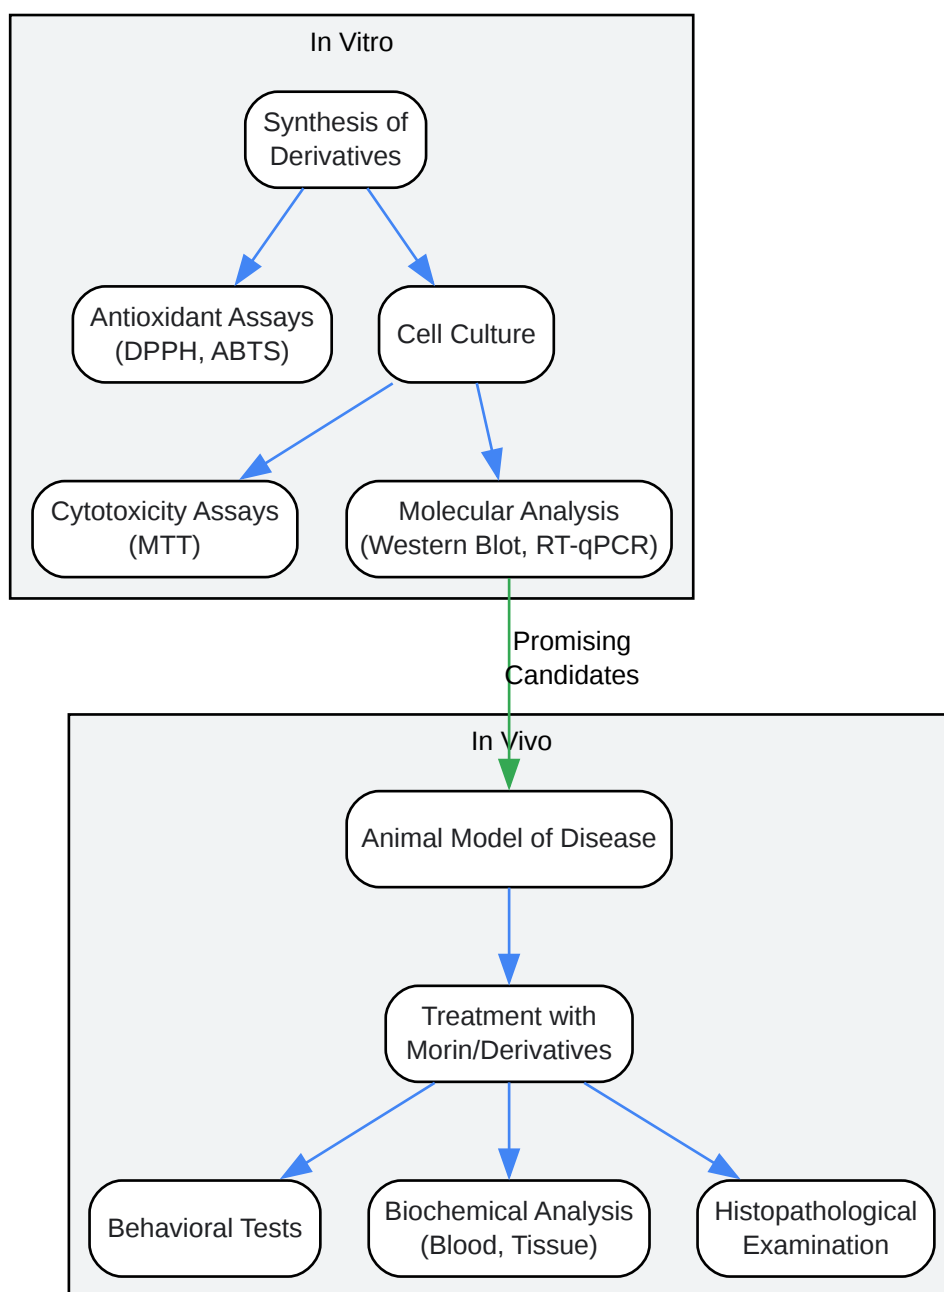 In Vitro
Synthesis of
Derivatives
Antioxidant Assays
(DPPH, ABTS)
Cell Culture
Cytotoxicity Assays
(MTT)
Molecular Analysis
(Western Blot, RT-qPCR)
Promising
Candidates
In Vivo
Animal Model of Disease
Treatment with
Morin/Derivatives
Behavioral Tests
Biochemical Analysis
(Blood, Tissue)
Histopathological
Examination